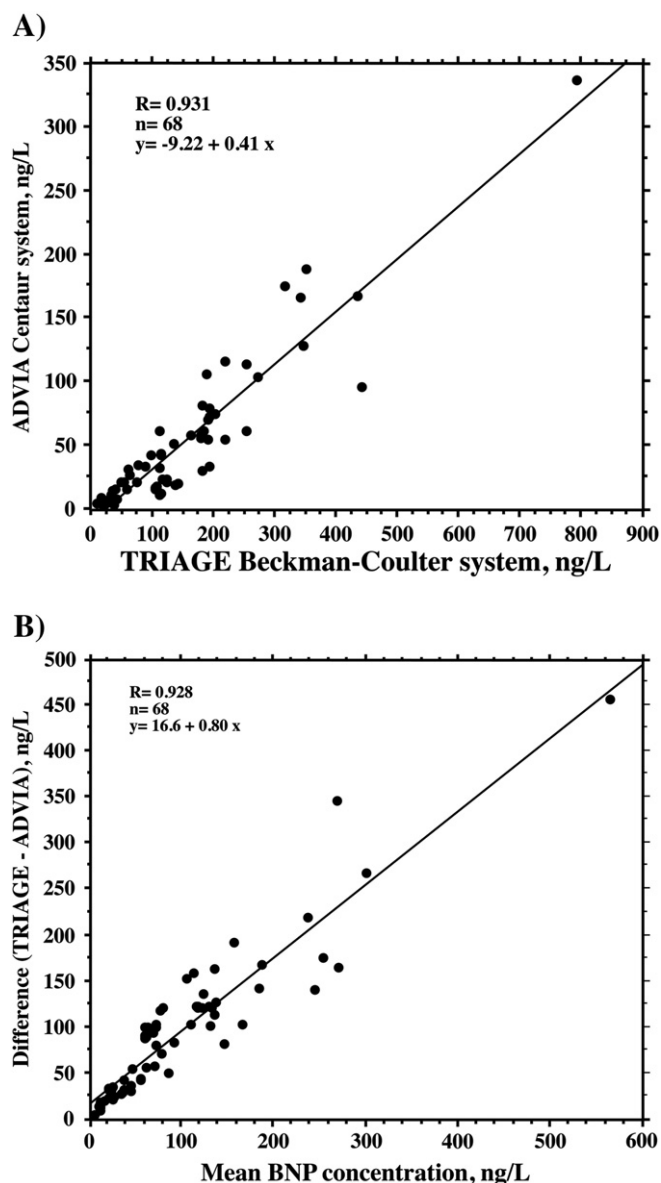 A)
350
300
250
200
150
100
50
0
ADVIA Centaur system, ng/L
R= 0.931
n= 68
y= -9.22 + 0.41 x
0 100 200 300 400 500 600 700 800 900
TRIAGE Beckman-Coulter system, ng/L
B)
500
450
400
350
300
250
200
150
100
50
0
Difference (TRIAGE - ADVIA), ng/L
R= 0.928
n= 68
y= 16.6 + 0.80 x
0 100 200 300 400 500 600
Mean BNP concentration, ng/L